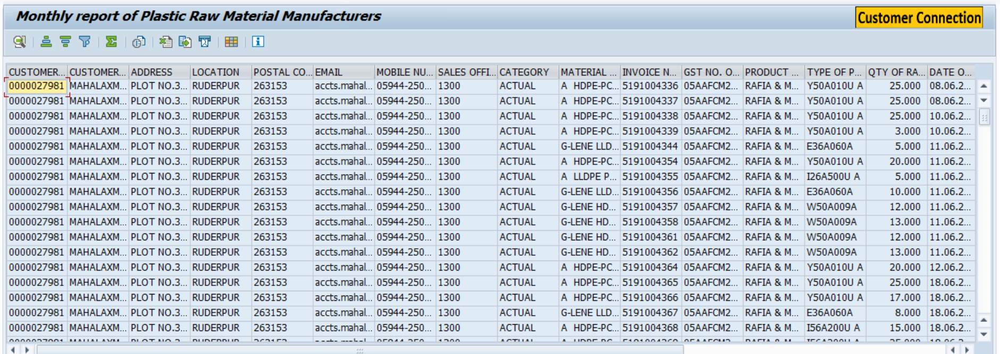 Monthly report of Plastic Raw Material Manufacturers
Customer Connection
CUSTOMER... CUSTOMER... ADDRESS LOCATION POSTAL CO... EMAIL MOBILE NU... SALES OFFI... CATEGORY MATERIAL ... INVOICE N... GST NO. O... PRODUCT ... TYPE OF P... QTY OF RA... DATE O...
0000027981 MAHALAXM... PLOT NO.3... RUDERPUR 263153 accts.mahal... 05944-250... 1300 ACTUAL A HDPE-PC... 5191004336 05AAFCM2... RAFIA & M... Y50A010U A 25.000 08.06.2...
0000027981 MAHALAXM... PLOT NO.3... RUDERPUR 263153 accts.mahal... 05944-250... 1300 ACTUAL A HDPE-PC... 5191004337 05AAFCM2... RAFIA & M... Y50A010U A 25.000 08.06.2...
0000027981 MAHALAXM... PLOT NO.3... RUDERPUR 263153 accts.mahal... 05944-250... 1300 ACTUAL A HDPE-PC... 5191004338 05AAFCM2... RAFIA & M... Y50A010U A 25.000 10.06.2...
0000027981 MAHALAXM... PLOT NO.3... RUDERPUR 263153 accts.mahal... 05944-250... 1300 ACTUAL A HDPE-PC... 5191004339 05AAFCM2... RAFIA & M... Y50A010U A 3.000 10.06.2...
0000027981 MAHALAXM... PLOT NO.3... RUDERPUR 263153 accts.mahal... 05944-250... 1300 ACTUAL G-LENE LLD... 5191004344 05AAFCM2... RAFIA & M... E36A060A 5.000 11.06.2...
0000027981 MAHALAXM... PLOT NO.3... RUDERPUR 263153 accts.mahal... 05944-250... 1300 ACTUAL A HDPE-PC... 5191004354 05AAFCM2... RAFIA & M... Y50A010U A 20.000 11.06.2...
0000027981 MAHALAXM... PLOT NO.3... RUDERPUR 263153 accts.mahal... 05944-250... 1300 ACTUAL A LLDPE P... 5191004355 05AAFCM2... RAFIA & M... I26A500U A 5.000 11.06.2...
0000027981 MAHALAXM... PLOT NO.3... RUDERPUR 263153 accts.mahal... 05944-250... 1300 ACTUAL G-LENE LLD... 5191004356 05AAFCM2... RAFIA & M... E36A060A 10.000 11.06.2...
0000027981 MAHALAXM... PLOT NO.3... RUDERPUR 263153 accts.mahal... 05944-250... 1300 ACTUAL G-LENE HD... 5191004357 05AAFCM2... RAFIA & M... W50A009A 12.000 11.06.2...
0000027981 MAHALAXM... PLOT NO.3... RUDERPUR 263153 accts.mahal... 05944-250... 1300 ACTUAL G-LENE HD... 5191004358 05AAFCM2... RAFIA & M... W50A009A 13.000 11.06.2...
0000027981 MAHALAXM... PLOT NO.3... RUDERPUR 263153 accts.mahal... 05944-250... 1300 ACTUAL G-LENE HD... 5191004361 05AAFCM2... RAFIA & M... W50A009A 12.000 11.06.2...
0000027981 MAHALAXM... PLOT NO.3... RUDERPUR 263153 accts.mahal... 05944-250... 1300 ACTUAL G-LENE HD... 5191004362 05AAFCM2... RAFIA & M... W50A009A 13.000 11.06.2...
0000027981 MAHALAXM... PLOT NO.3... RUDERPUR 263153 accts.mahal... 05944-250... 1300 ACTUAL A HDPE-PC... 5191004364 05AAFCM2... RAFIA & M... Y50A010U A 20.000 12.06.2...
0000027981 MAHALAXM... PLOT NO.3... RUDERPUR 263153 accts.mahal... 05944-250... 1300 ACTUAL A HDPE-PC... 5191004365 05AAFCM2... RAFIA & M... Y50A010U A 25.000 18.06.2...
0000027981 MAHALAXM... PLOT NO.3... RUDERPUR 263153 accts.mahal... 05944-250... 1300 ACTUAL A HDPE-PC... 5191004366 05AAFCM2... RAFIA & M... Y50A010U A 17.000 18.06.2...
0000027981 MAHALAXM... PLOT NO.3... RUDERPUR 263153 accts.mahal... 05944-250... 1300 ACTUAL G-LENE LLD... 5191004367 05AAFCM2... RAFIA & M... E36A060A 8.000 18.06.2...
0000027981 MAHALAXM... PLOT NO.3... RUDERPUR 263153 accts.mahal... 05944-250... 1300 ACTUAL A HDPE-PC... 5191004368 05AAFCM2... RAFIA & M... I56A200U A 15.000 18.06.2...